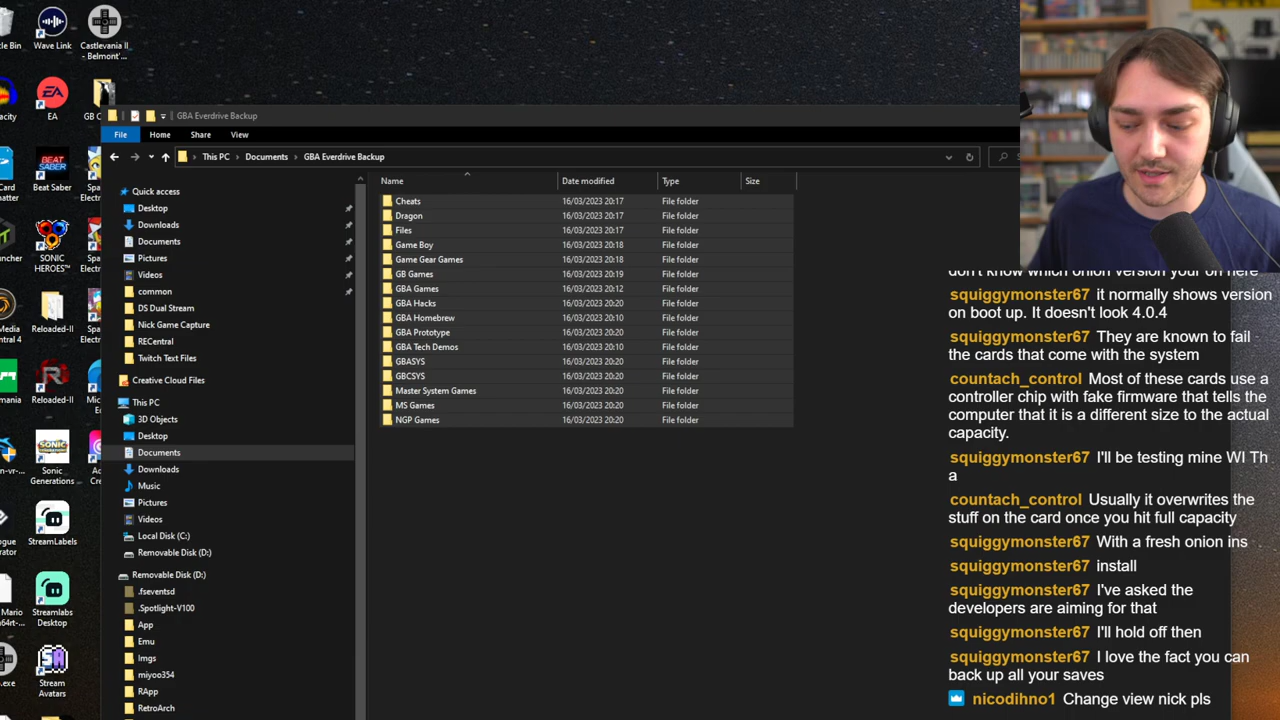 Wave Link
Castlevania II
- Belmont'...
EA
Beat Saber
SONIC
HEROES™
Reloaded-II
Reloaded-II
Sonic
Generations
StreamLabels
Streamlabs
Desktop
Stream
Avatars
GBA Everdrive Backup
File
Home
Share
View
This PC
Documents
GBA Everdrive Backup
Quick access
Desktop
Downloads
Documents
Pictures
Videos
common
DS Dual Stream
Nick Game Capture
RECentral
Twitch Text Files
Creative Cloud Files
This PC
3D Objects
Desktop
Documents
Downloads
Music
Pictures
Videos
Local Disk (C:)
Removable Disk (D:)
Removable Disk (D:)
.fseventsd
.Spotlight-V100
App
Emu
Imgs
miyoo354
RApp
RetroArch
Name Date modified Type Size
Cheats 16/03/2023 20:17 File folder
Dragon 16/03/2023 20:17 File folder
Files 16/03/2023 20:17 File folder
Game Boy 16/03/2023 20:18 File folder
Game Gear Games 16/03/2023 20:18 File folder
GB Games 16/03/2023 20:19 File folder
GBA Games 16/03/2023 20:12 File folder
GBA Hacks 16/03/2023 20:20 File folder
GBA Homebrew 16/03/2023 20:10 File folder
GBA Prototype 16/03/2023 20:20 File folder
GBA Tech Demos 16/03/2023 20:10 File folder
GBASYS 16/03/2023 20:20 File folder
GBCSYS 16/03/2023 20:20 File folder
Master System Games 16/03/2023 20:20 File folder
MS Games 16/03/2023 20:20 File folder
NGP Games 16/03/2023 20:20 File folder
don't know which onion version your on here
squiggymonster67 it normally shows version
on boot up. It doesn't look 4.0.4
squiggymonster67 They are known to fail
the cards that come with the system
countach_control Most of these cards use a
controller chip with fake firmware that tells the
computer that it is a different size to the actual
capacity.
squiggymonster67 I'll be testing mine WI Th
a
countach_control Usually it overwrites the
stuff on the card once you hit full capacity
squiggymonster67 With a fresh onion ins
squiggymonster67 install
squiggymonster67 I've asked the
developers are aiming for that
squiggymonster67 I'll hold off then
squiggymonster67 I love the fact you can
back up all your saves
nicodihno1 Change view nick pls